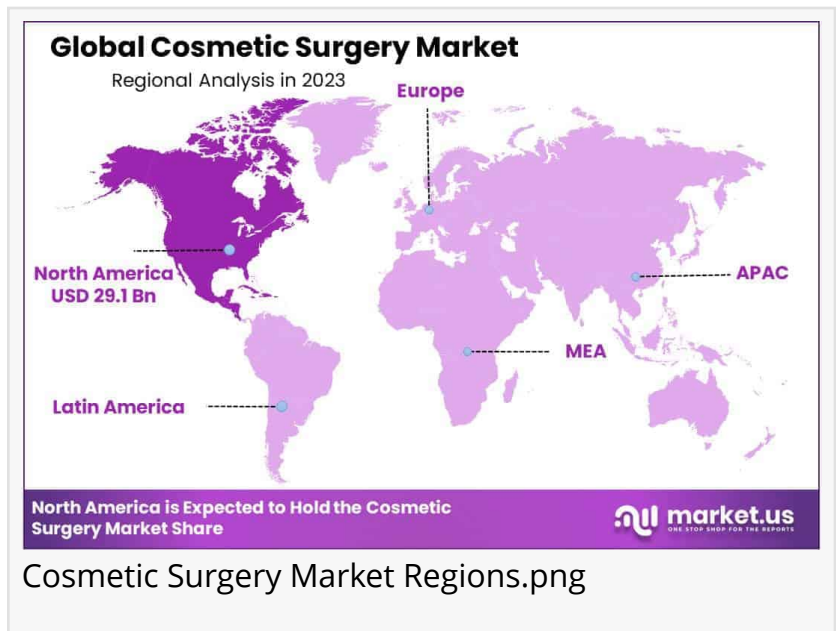 Global Cosmetic Surgery Market
Regional Analysis in 2023
Europe
North America
USD 29.1 Bn
APAC
MEA
Latin America
North America is Expected to Hold the Cosmetic
Surgery Market Share
market.us
ONE STOP SHOP FOR THE REPORTS
Cosmetic Surgery Market Regions.png